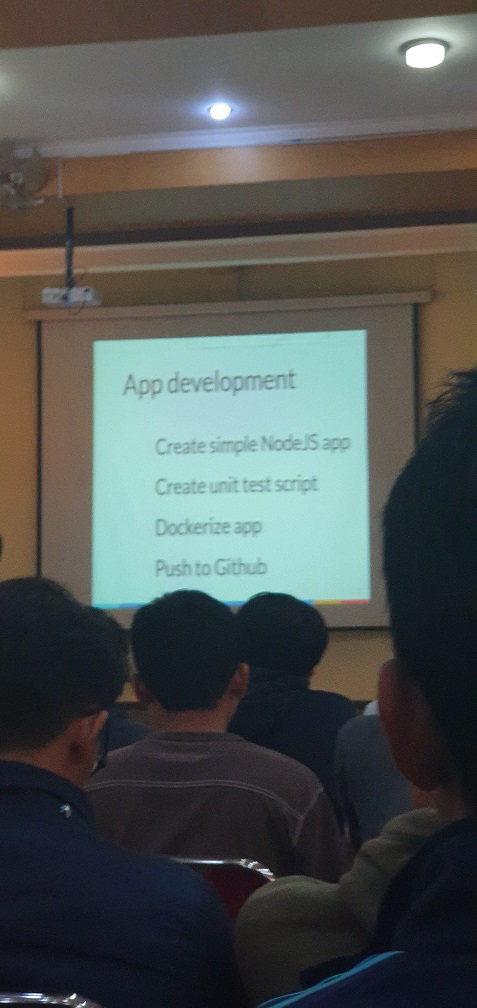 App development
Create simple NodeJS app
Create unit test script
Dockerize app
Push to Github